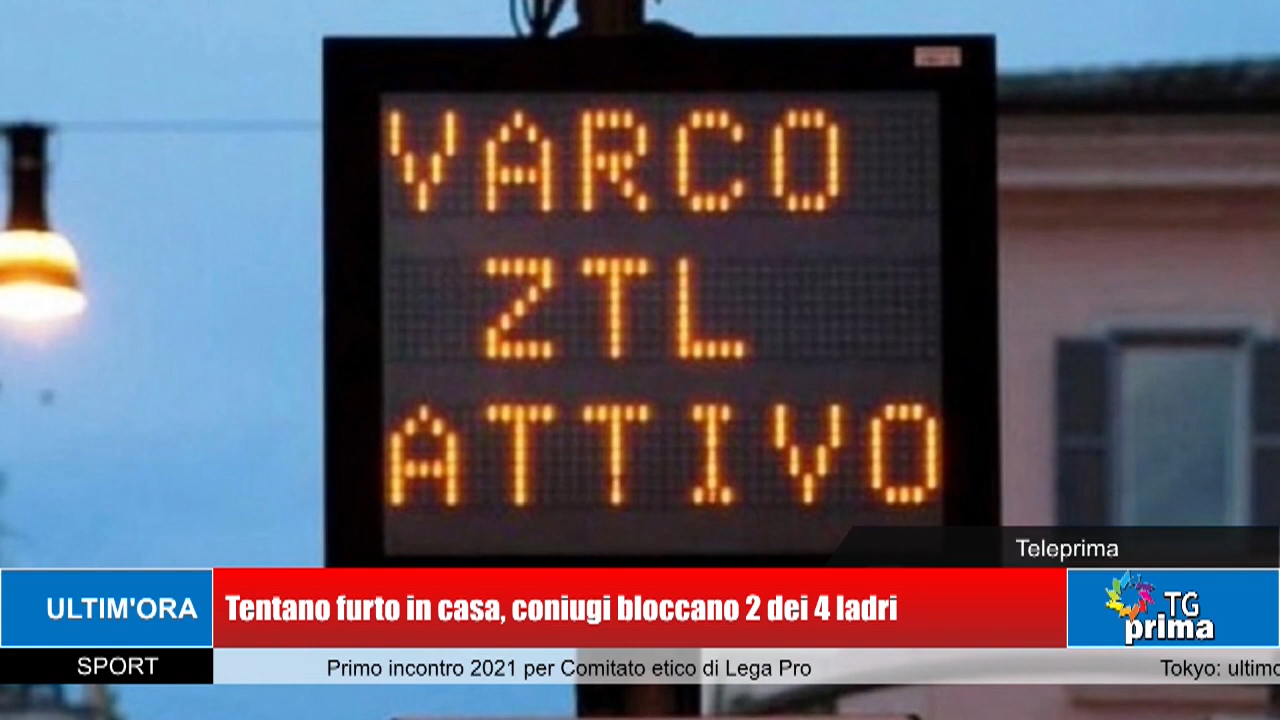 VARCO
ZTL
ATTIVO
Teleprima
ULTIM'ORA
Tentano furto in casa, coniugi bloccano 2 dei 4 ladri
TG
prima
SPORT
Primo incontro 2021 per Comitato etico di Lega Pro
Tokyo: ultimo